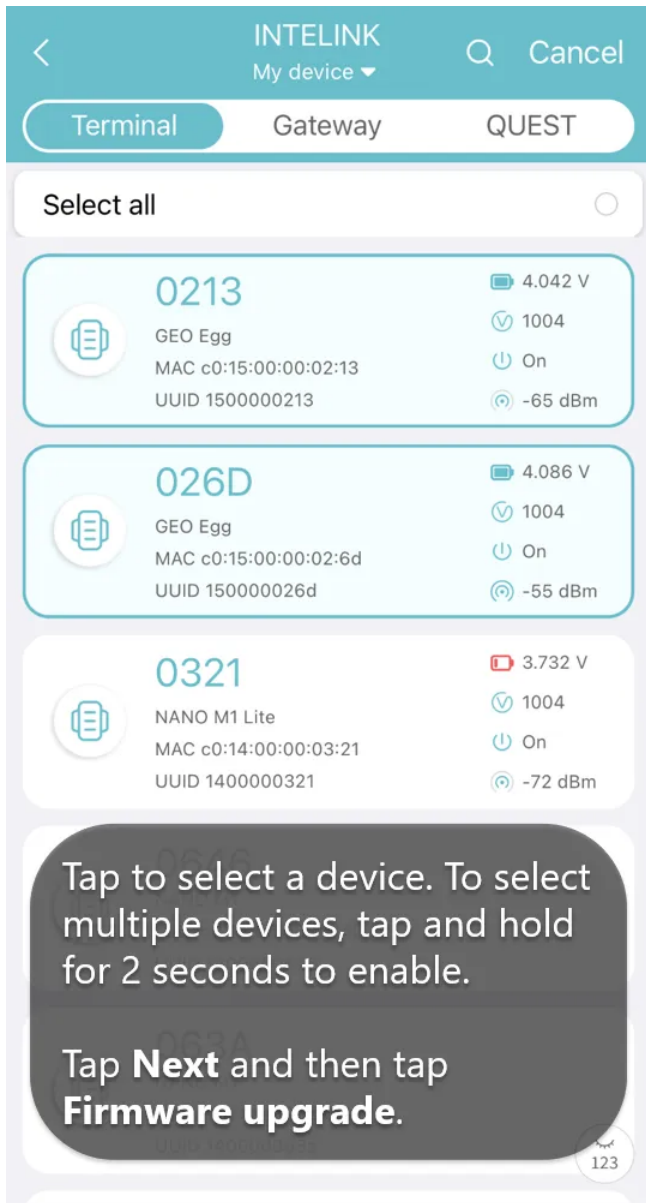 INTELINK
My device
Cancel
Terminal
Gateway
QUEST
Select all
0213
GEO Egg
MAC c0:15:00:00:02:13
UUID 1500000213
4.042 V
1004
On
-65 dBm
026D
GEO Egg
MAC c0:15:00:00:02:6d
UUID 150000026d
4.086 V
1004
On
-55 dBm
0321
NANO M1 Lite
MAC c0:14:00:00:03:21
UUID 1400000321
3.732 V
1004
On
-72 dBm
0646
Tap to select a device. To select
multiple devices, tap and hold
for 2 seconds to enable.
063A
Tap Next and then tap
Firmware upgrade.
123